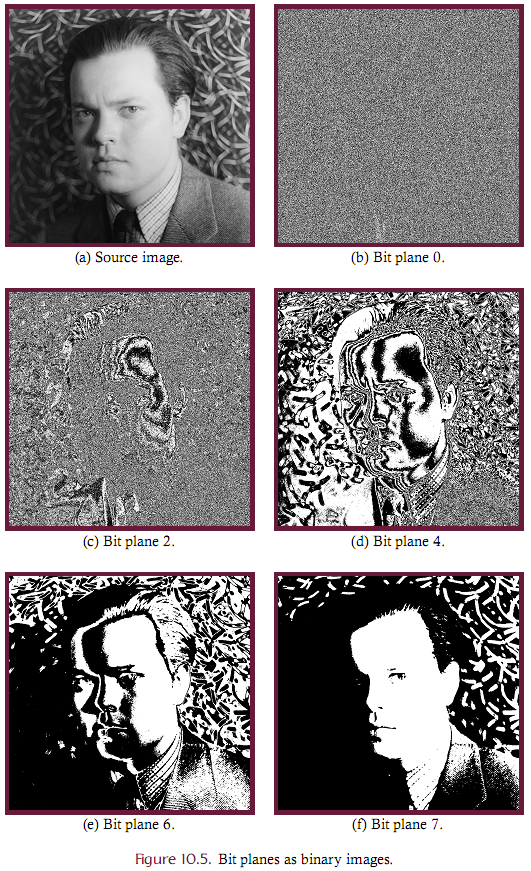 (a) Source image.
(b) Bit plane 0.
(c) Bit plane 2.
(d) Bit plane 4.
(e) Bit plane 6.
(f) Bit plane 7.
Figure 10.5. Bit planes as binary images.